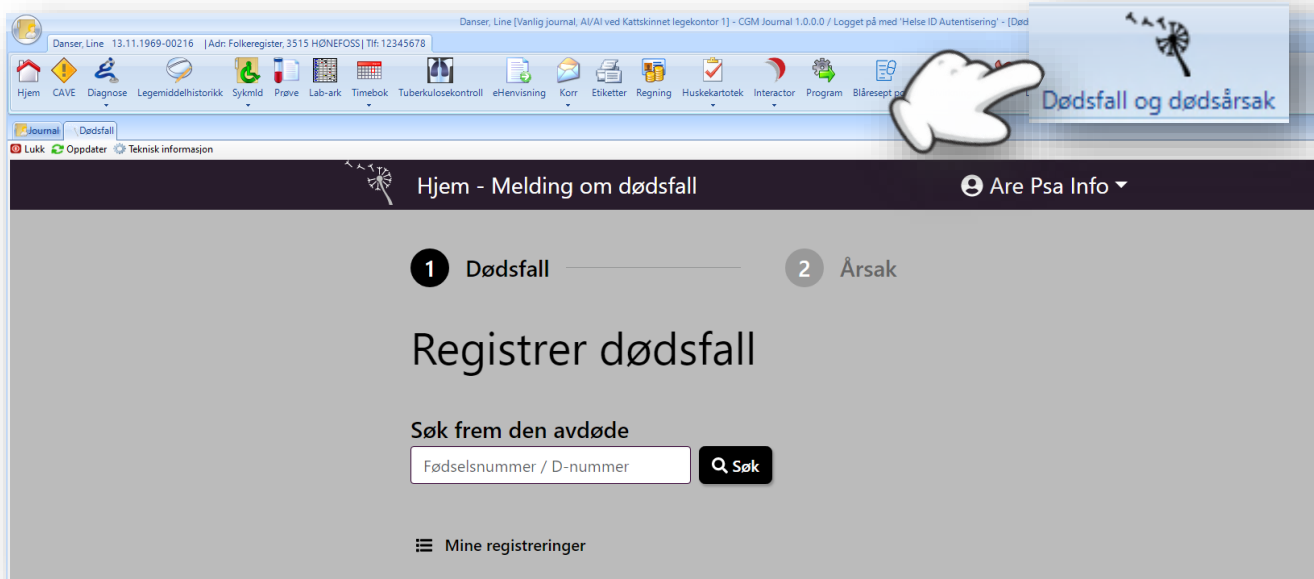 Danser, Line [Vanlig journal, AI/AI ved Kattskinnet legekontor 1] - CGM Journal 1.0.0.0 / Logget på med 'Helse ID Autentisering' - [Død
Danser, Line 13.11.1969-00216 | Adr: Folkeregister, 3515 HØNEFOSS | Tlf: 12345678
Hjem CAVE Diagnose Legemiddelhistorikk Sykmld Prøve Lab-ark Timebok Tuberkulosekontroll eHenvisning Korr Etiketter Regning Huskekartotek Interactor Program Blåresept
Dødsfall og dødsårsak
Journal Dødsfall
Lukk Oppdater Teknisk informasjon
Hjem - Melding om dødsfall Are Psa Info
1 Dødsfall 2 Årsak
Registrer dødsfall
Søk frem den avdøde
Fødselsnummer / D-nummer Søk
Mine registreringer